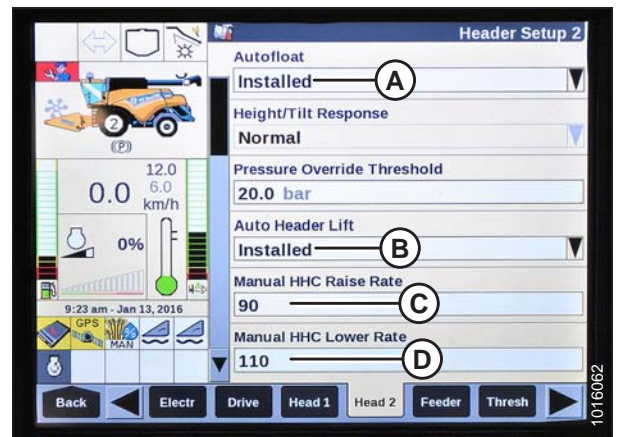 Header Setup 2
Autofloat
Installed
A
Height/Tilt Response
Normal
Pressure Override Threshold
20.0 bar
Auto Header Lift
Installed
B
Manual HHC Raise Rate
90
C
Manual HHC Lower Rate
110
D
2
(P)
0.0
12.0
6.0
km/h
0%
9:23 am - Jan 13, 2016
GPS
%
MAN
Back
Electr
Drive
Head 1
Head 2
Feeder
Thresh
1016062